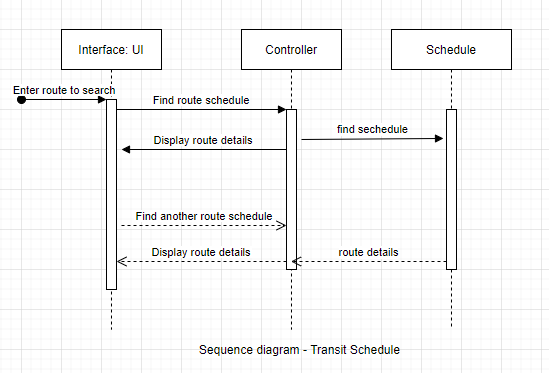 Interface: UI
Controller
Schedule
Enter route to search
Find route schedule
find sechedule
Display route details
Find another route schedule
Display route details
route details
Sequence diagram - Transit Schedule